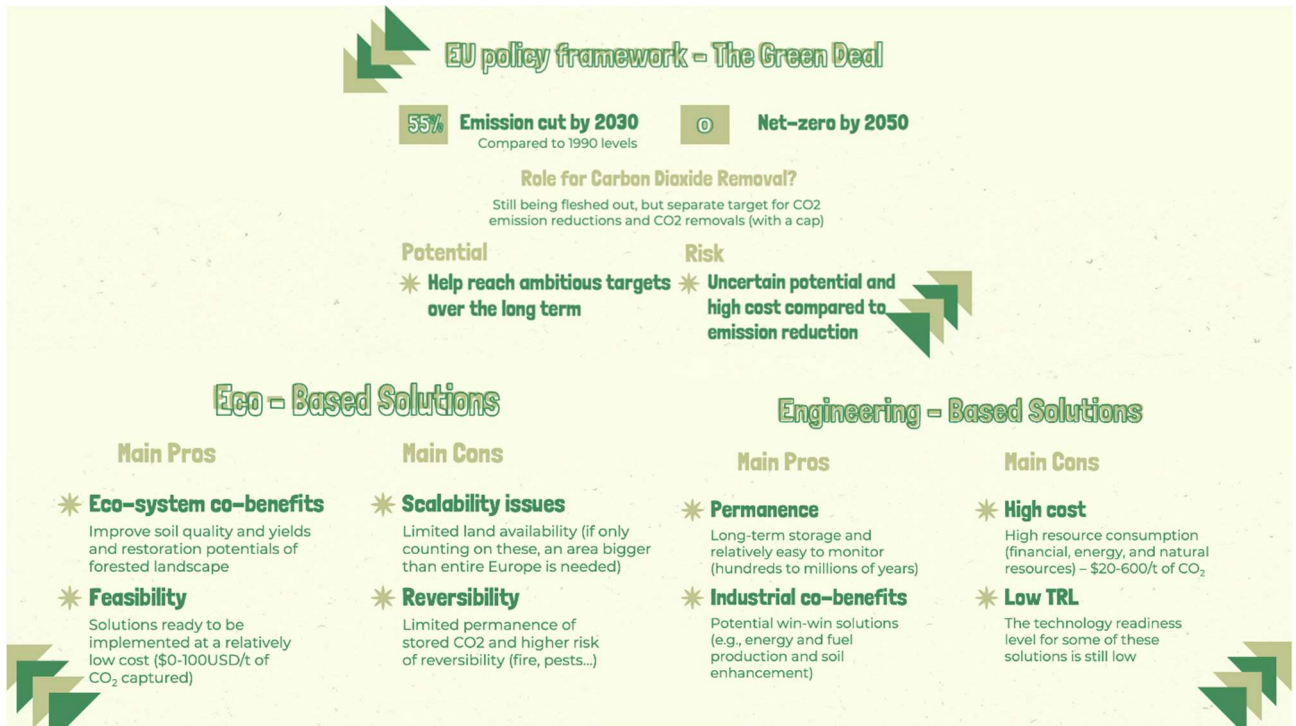 EU policy framework – The Green Deal
55%
Emission cut by 2030
Compared to 1990 levels
0
Net–zero by 2050
Role for Carbon Dioxide Removal?
Still being fleshed out, but separate target for CO2
emission reductions and CO2 removals (with a cap)
Potential
Help reach ambitious targets
over the long term
Risk
Uncertain potential and
high cost compared to
emission reduction
Eco – Based Solutions
Main Pros
Eco–system co–benefits
Improve soil quality and yields
and restoration potentials of
forested landscape
Feasibility
Solutions ready to be
implemented at a relatively
low cost ($0-100USD/t of
CO₂ captured)
Main Cons
Scalability issues
Limited land availability (if only
counting on these, an area bigger
than entire Europe is needed)
Reversibility
Limited permanence of
stored CO2 and higher risk
of reversibility (fire, pests...)
Engineering – Based Solutions
Main Pros
Permanence
Long-term storage and
relatively easy to monitor
(hundreds to millions of years)
Industrial co–benefits
Potential win-win solutions
(e.g., energy and fuel
production and soil
enhancement)
Main Cons
High cost
High resource consumption
(financial, energy, and natural
resources) – $20-600/t of CO₂
Low TRL
The technology readiness
level for some of these
solutions is still low